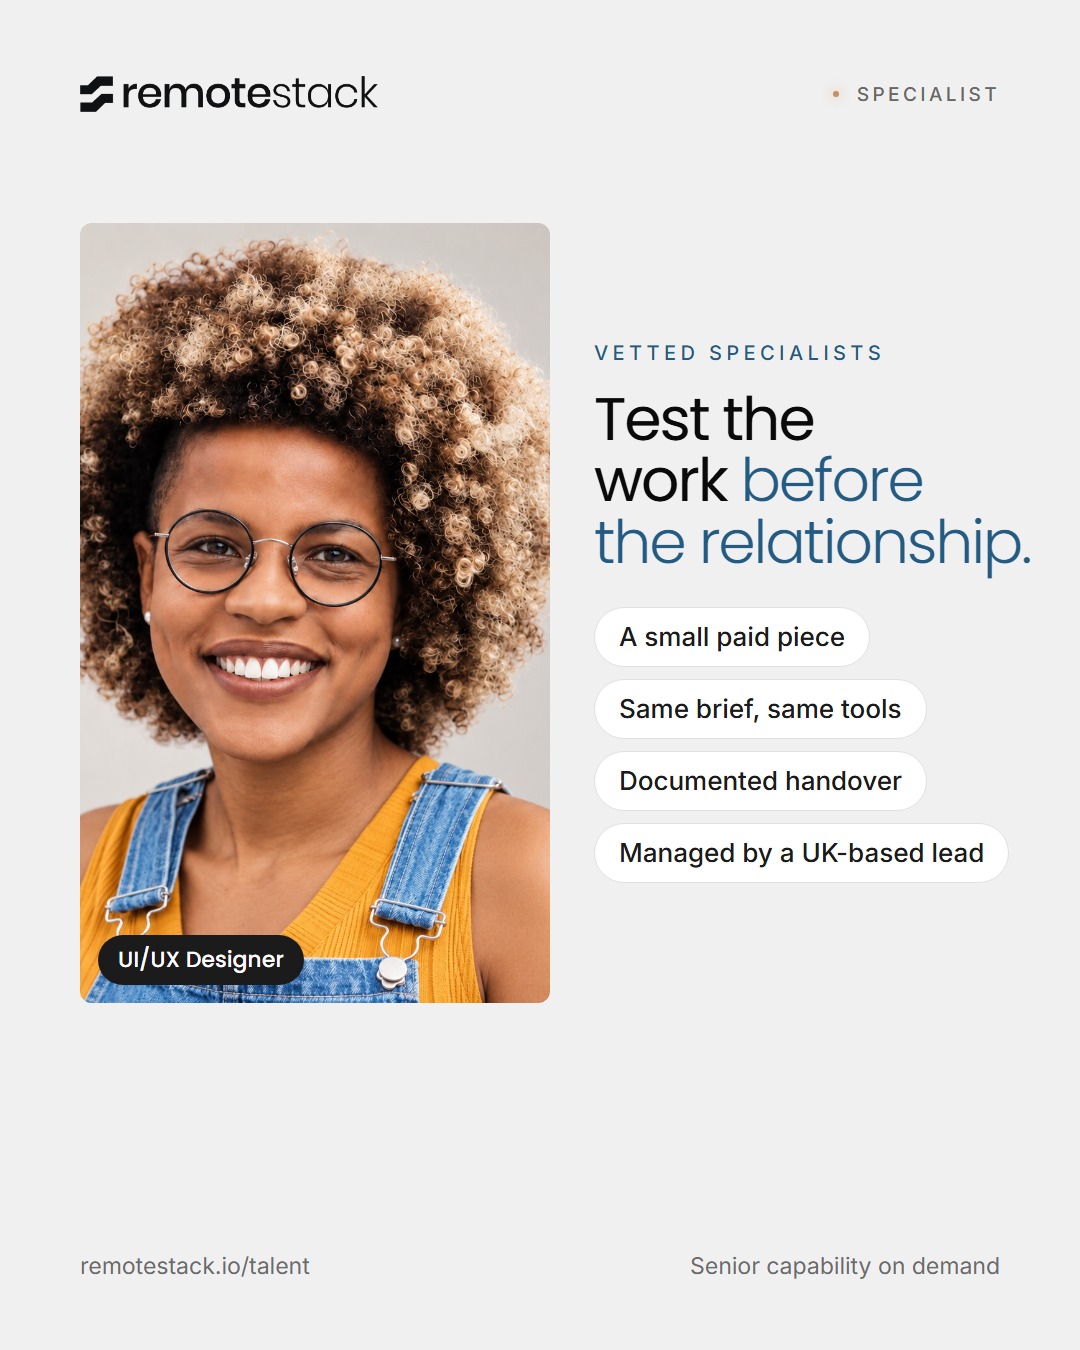 remotestack
SPECIALIST
VETTED SPECIALISTS
Test the
work before
the relationship.
A small paid piece
Same brief, same tools
Documented handover
Managed by a UK-based lead
UI/UX Designer
remotestack.io/talent
Senior capability on demand